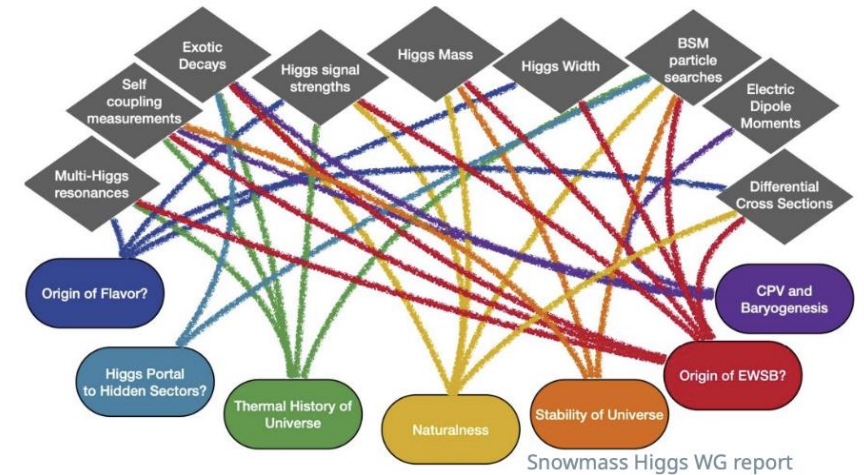 Exotic
Decays
Higgs signal
strengths
Higgs Mass
Higgs Width
BSM
particle
searches
Self
coupling
measurements
Electric
Dipole
Moments
Multi-Higgs
resonances
Differential
Cross Sections
Origin of Flavor?
CPV and
Baryogenesis
Higgs Portal
to Hidden Sectors?
Origin of EWSB?
Thermal History of
Universe
Naturalness
Stability of Universe
Snowmass Higgs WG report